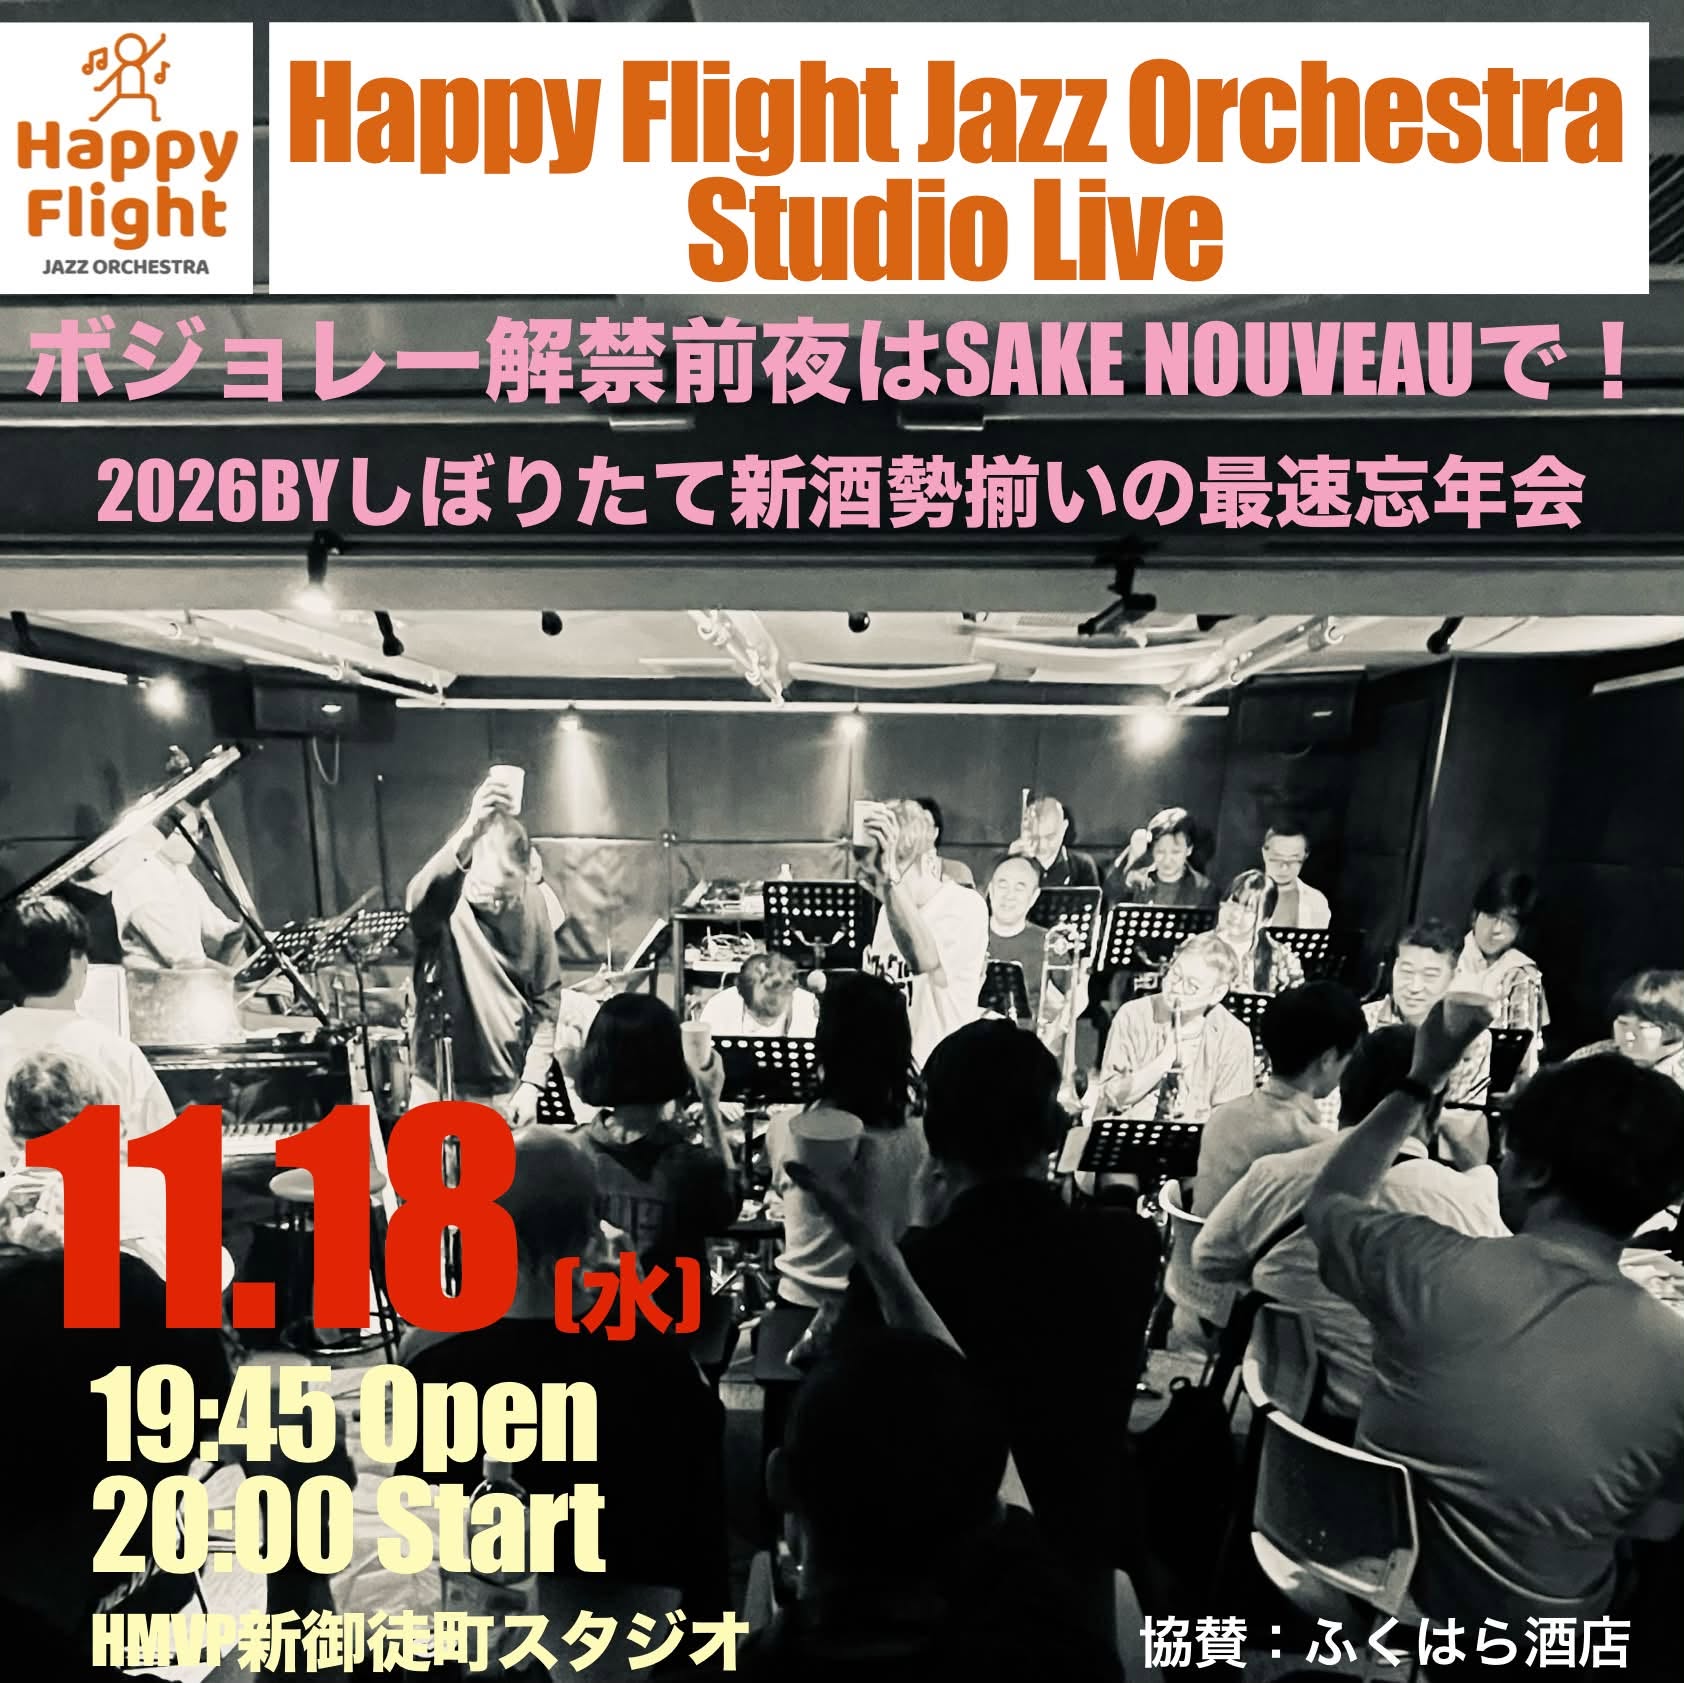 Happy
Flight
JAZZ ORCHESTRA
Happy Flight Jazz Orchestra
Studio Live
ボジョレー解禁前夜はSAKE NOUVEAUで！
2026BYしぼりたて新酒勢揃いの最速忘年会
11.18（水）
19:45 Open
20:00 Start
HMVP新御徒町スタジオ
協賛：ふくはら酒店